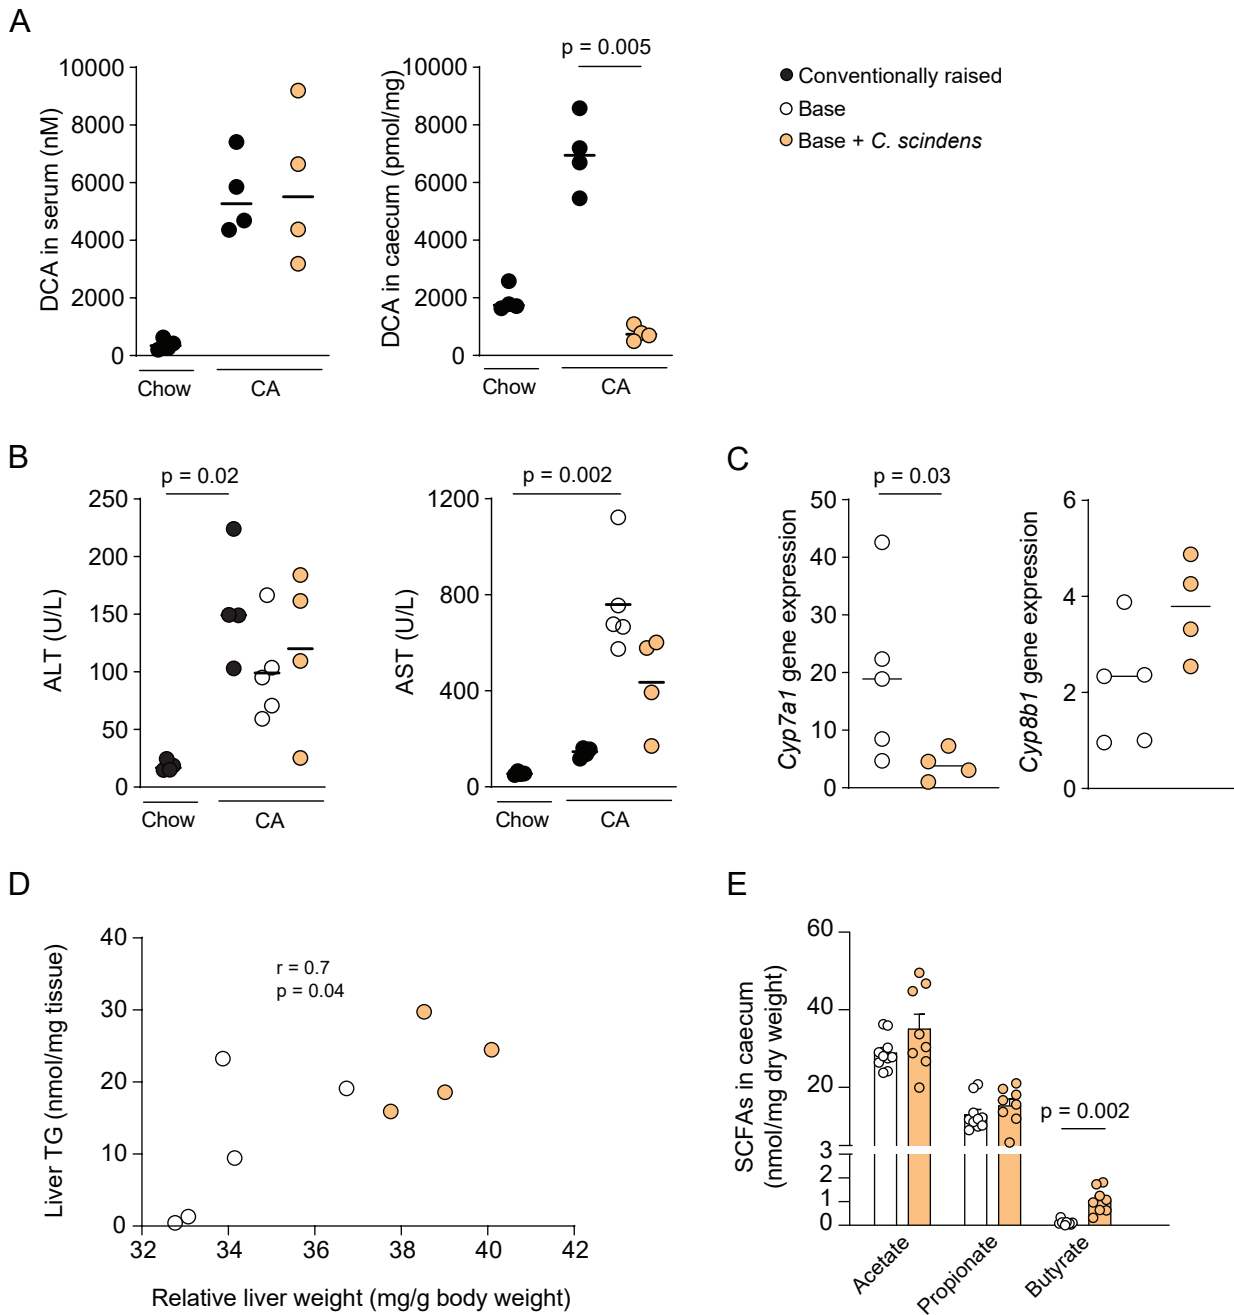 A
DCA in serum (nM)
10000
8000
6000
4000
2000
0
Chow
CA
DCA in caecum (pmol/mg)
p = 0.005
10000
8000
6000
4000
2000
0
Chow
CA
Conventionally raised
Base
Base + C. scindens
B
ALT (U/L)
p = 0.02
250
200
150
100
50
0
Chow
CA
AST (U/L)
p = 0.002
1200
800
400
0
Chow
CA
C
Cyp7a1 gene expression
p = 0.03
50
40
30
20
10
0
Cyp8b1 gene expression
6
4
2
0
D
Liver TG (nmol/mg tissue)
40
30
20
10
0
r = 0.7
p = 0.04
32
34
36
38
40
42
Relative liver weight (mg/g body weight)
E
SCFAs in caecum
(nmol/mg dry weight)
60
40
20
3
3
2
1
0
p = 0.002
Acetate
Propionate
Butyrate